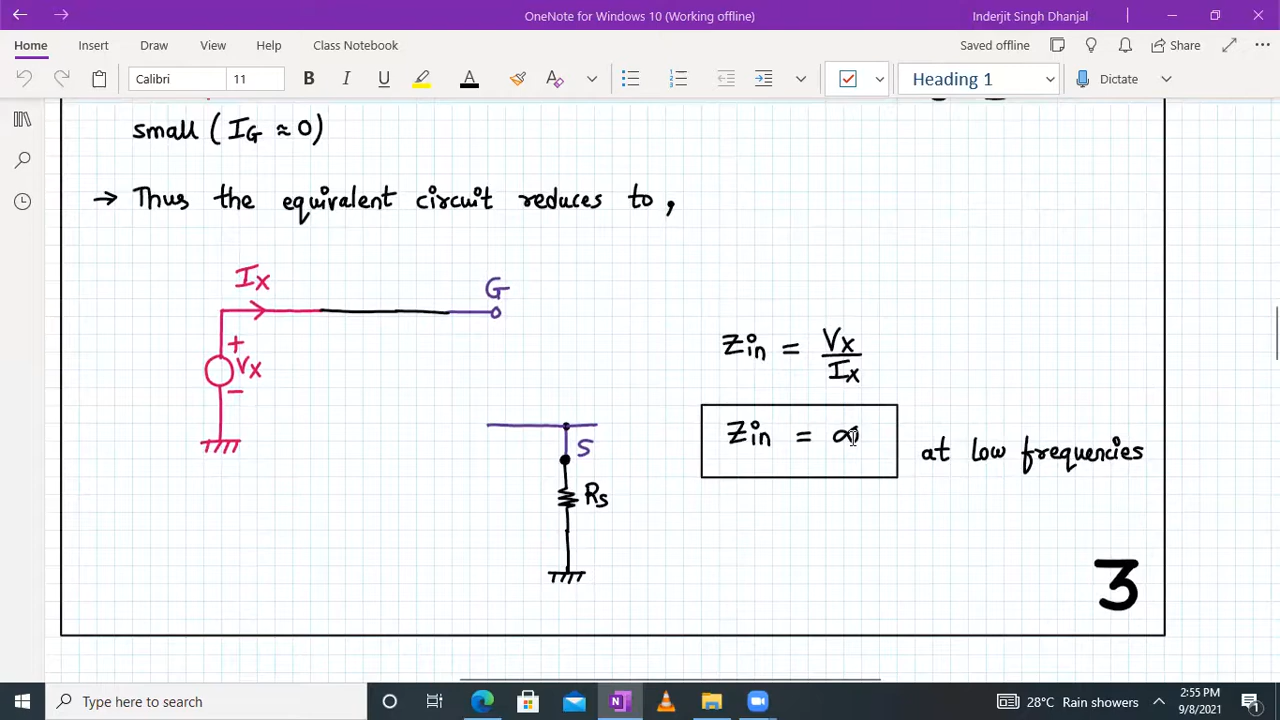 OneNote for Windows 10 (Working offline)
Inderjit Singh Dhanjal
Home Insert Draw View Help Class Notebook
Saved offline
Share
Calibri 11 B I U A
Heading 1
Dictate
small (IG ≈ 0)
→ Thus the equivalent circuit reduces to,
Ix
G
+
Vx
−
Zin = Vx
Ix
Zin = ∝
at low frequencies
S
Rs
3
Type here to search
28°C Rain showers
2:55 PM
9/8/2021
1